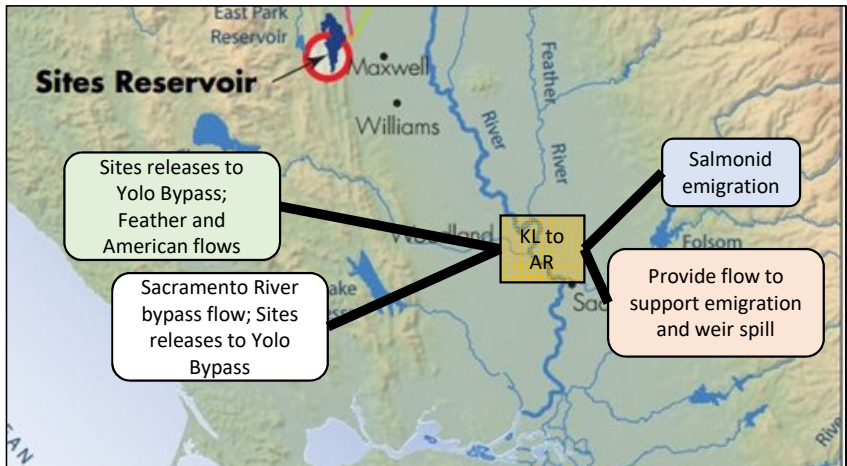 East Park
Reservoir
Sites Reservoir
Maxwell
Williams
River
Feather
River
Sites releases to
Yolo Bypass;
Feather and
American flows
Salmonid
emigration
Woodland
KL to
AR
Folsom
Sacramento River
bypass flow; Sites
releases to Yolo
Bypass
Provide flow to
support emigration
and weir spill
River